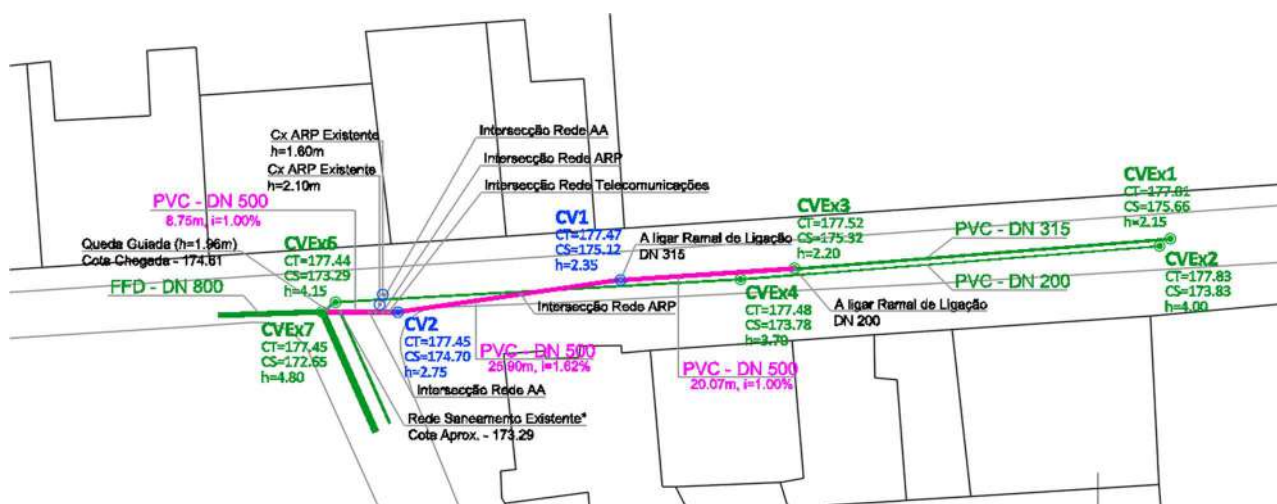 Cx ARP Existente
h=1.60m
Cx ARP Existente
h=2.10m
Intersecção Rede AA
Intersecção Rede ARP
Intersecção Rede Telecomunicações
PVC - DN 500
8.75m, i=1.00%
Queda Guiada (h=1.96m)
Cota Chegada - 174.61
FFD - DN 800
CVEx6
CT=177.44
CS=173.29
h=4.15
CVEx7
CT=177.45
CS=172.65
h=4.80
CV1
CT=177.47
CS=175.12
h=2.35
A ligar Ramal de Ligação
DN 315
CVEx3
CT=177.52
CS=175.32
h=2.20
PVC - DN 315
CVEx1
CT=177.81
CS=175.66
h=2.15
PVC - DN 200
CVEx2
CT=177.83
CS=173.83
h=4.00
A ligar Ramal de Ligação
DN 200
CVEx4
CT=177.48
CS=173.78
h=3.70
Intersecção Rede ARP
CV2
CT=177.45
CS=174.70
h=2.75
PVC - DN 500
25.90m, i=1.62%
PVC - DN 500
20.07m, i=1.00%
Intersecção Rede AA
Rede Saneamento Existente*
Cota Aprox. - 173.29